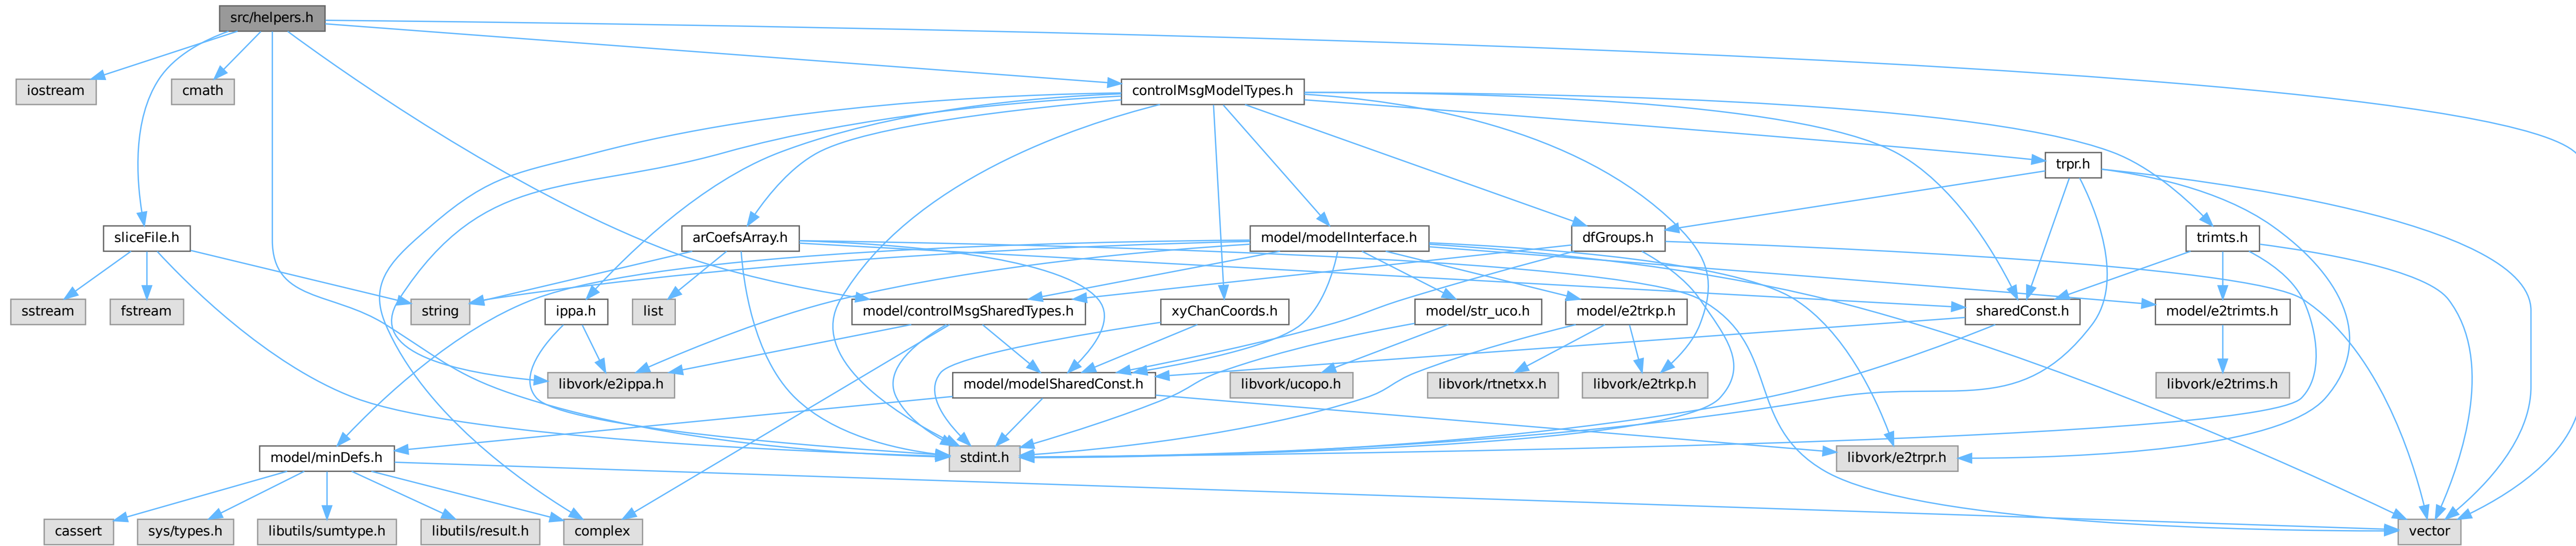 src/helpers.h
iostream
cmath
controlMsgModelTypes.h
trpr.h
sliceFile.h
arCoefsArray.h
model/modelInterface.h
dfGroups.h
trimts.h
sstream
fstream
string
ippa.h
list
model/controlMsgSharedTypes.h
xyChanCoords.h
model/str_uco.h
model/e2trkp.h
sharedConst.h
model/e2trimts.h
libvork/e2ippa.h
model/modelSharedConst.h
libvork/ucopo.h
libvork/rtnetxx.h
libvork/e2trkp.h
libvork/e2trims.h
model/minDefs.h
stdint.h
libvork/e2trpr.h
cassert
sys/types.h
libutils/sumtype.h
libutils/result.h
complex
vector